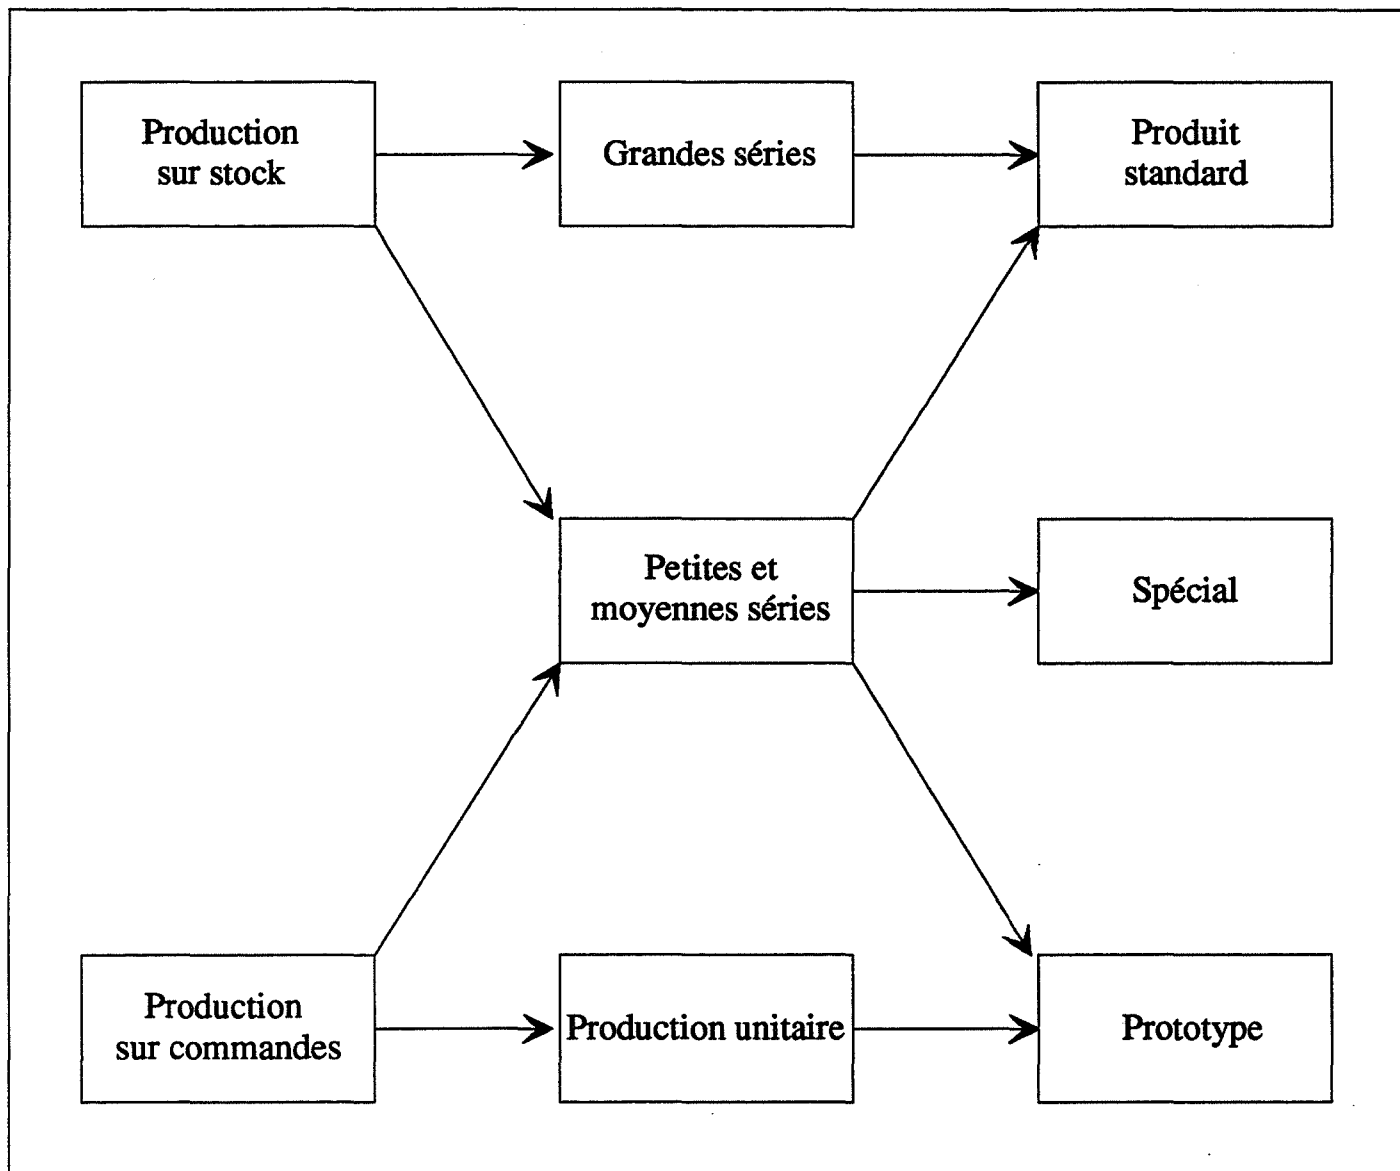 Production
sur stock
Grandes séries
Produit
standard
Petites et
moyennes séries
Spécial
Production
sur commandes
Production unitaire
Prototype